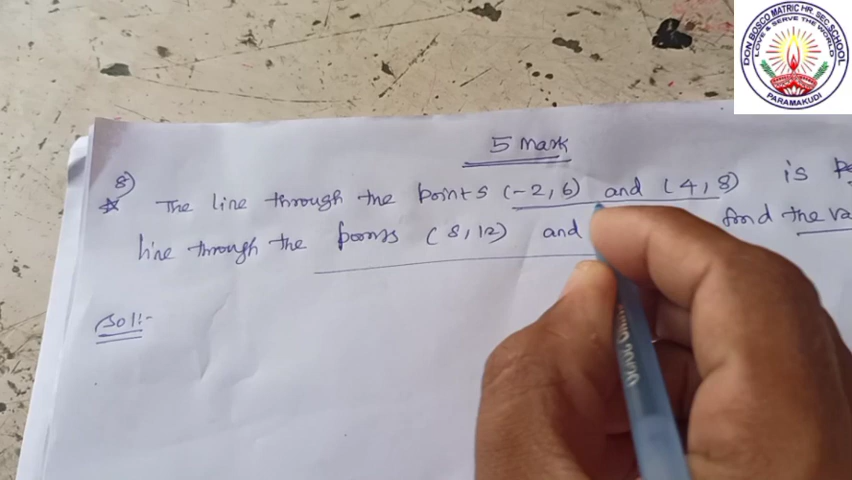 DON BOSCO MATRIC HR. SEC SCHOOL
LOVE & SERVE THE WORLD
PARAMAKUDI
5 Mark
8) The line through the points (-2, 6) and (4, 8) is
line through the points (8, 12) and find the
Sol:-